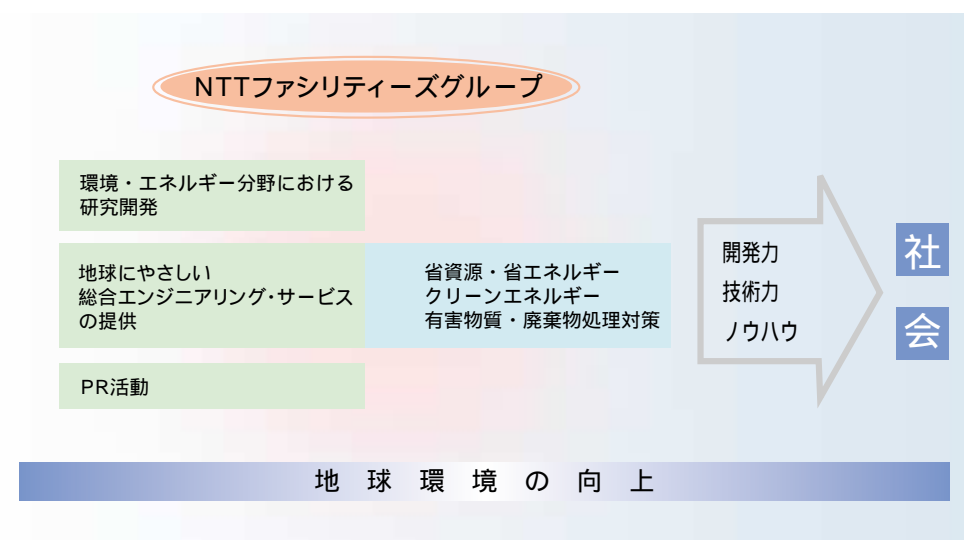 NTTファシリティーズグループ
環境・エネルギー分野における
研究開発
地球にやさしい
総合エンジニアリング・サービス
の提供
省資源・省エネルギー
クリーンエネルギー
有害物質・廃棄物処理対策
PR活動
開発力
技術力
ノウハウ
社
会
地球環境の向上